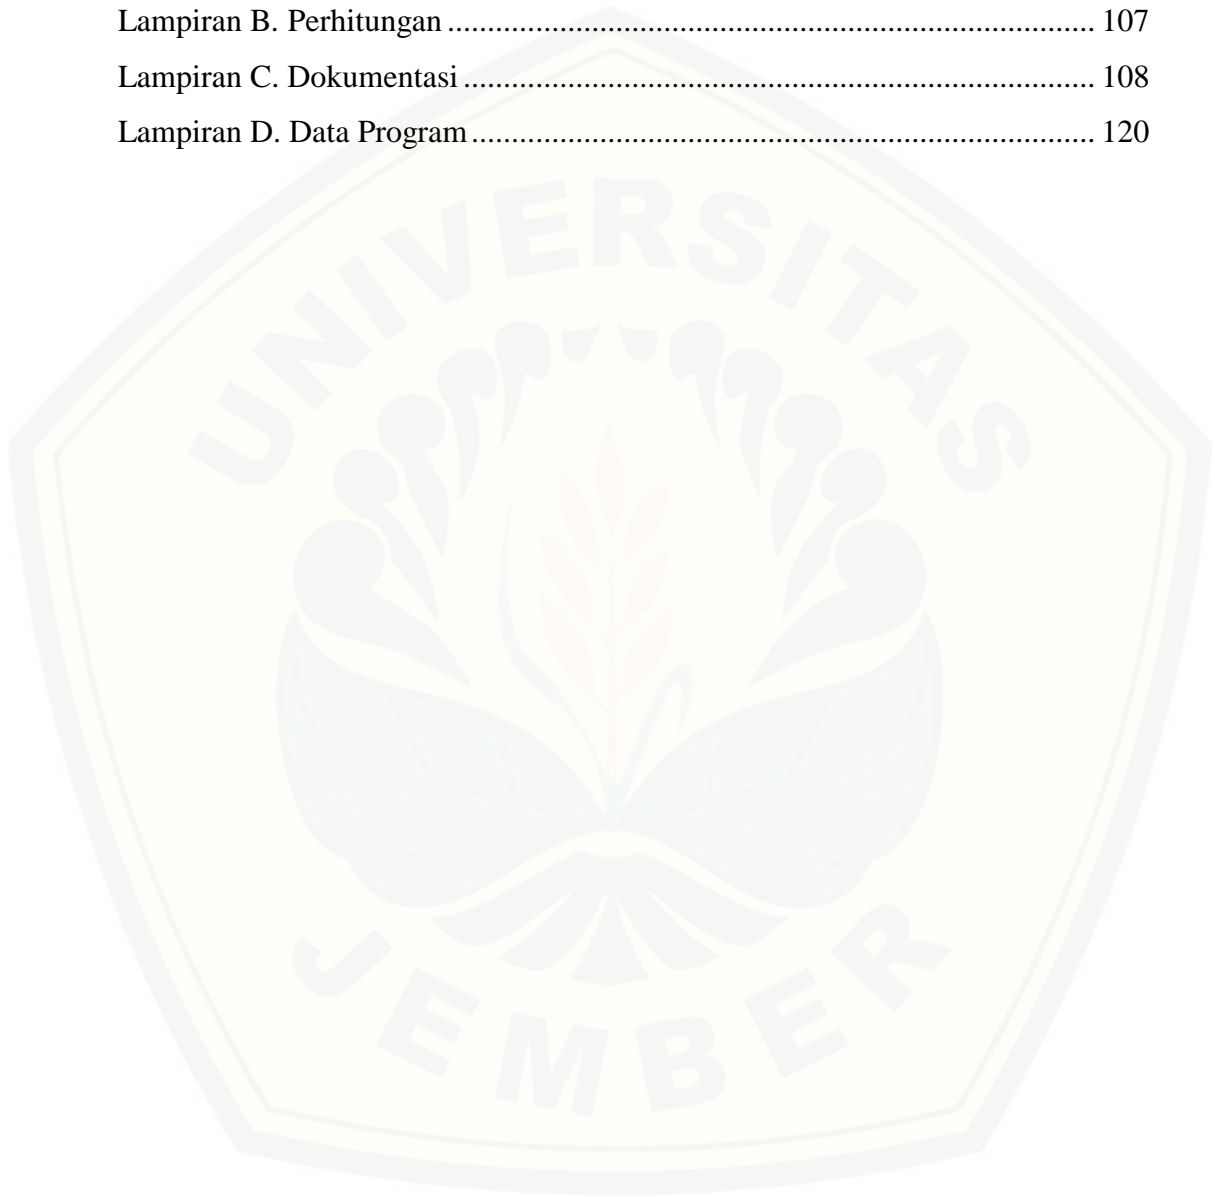 Lampiran B. Perhitungan ................................................................................ 107
Lampiran C. Dokumentasi .............................................................................. 108
Lampiran D. Data Program ............................................................................. 120
UNIVERSITAS
JEMBER